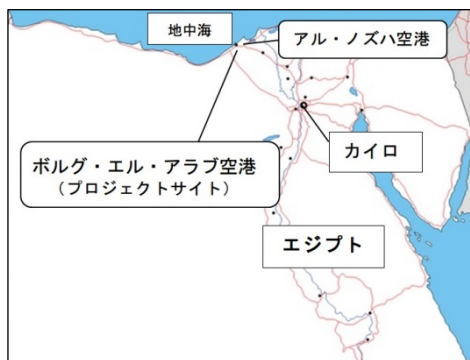 地中海
アル・ノズハ空港
ボルグ・エル・アラブ空港
（プロジェクトサイト）
カイロ
エジプト